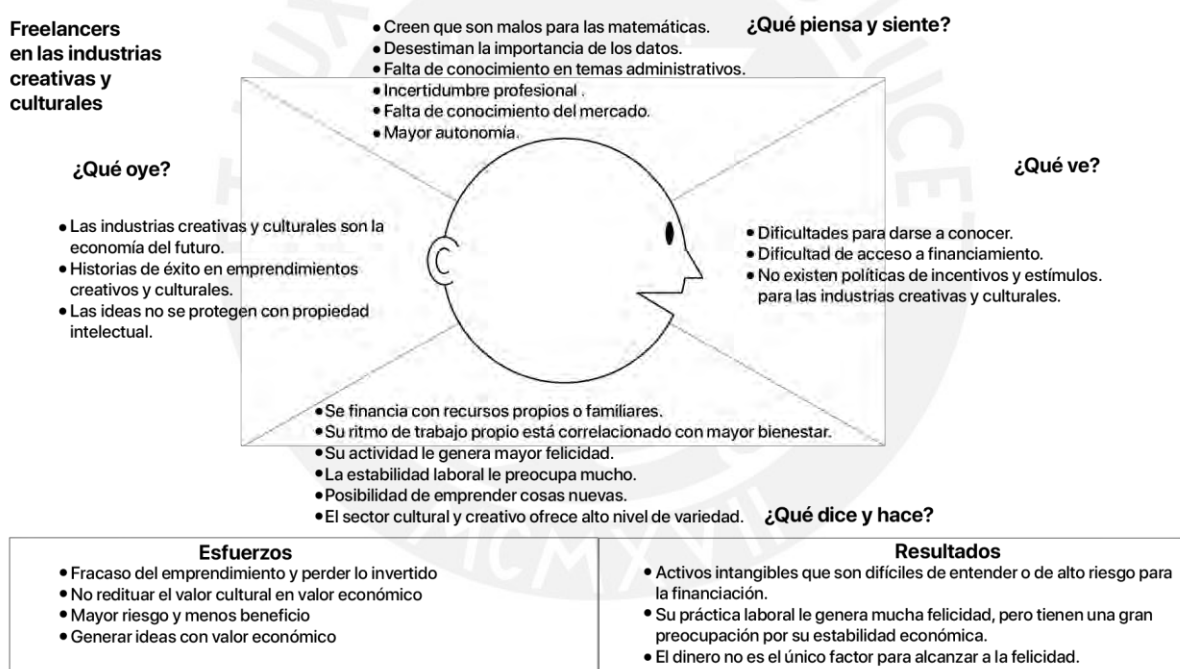 Freelancers
en las industrias
creativas y
culturales
¿Qué piensa y siente?
• Creen que son malos para las matemáticas.
• Desestiman la importancia de los datos.
• Falta de conocimiento en temas administrativos.
• Incertidumbre profesional .
• Falta de conocimiento del mercado.
• Mayor autonomía.
¿Qué oye?
• Las industrias creativas y culturales son la
economía del futuro.
• Historias de éxito en emprendimientos
creativos y culturales.
• Las ideas no se protegen con propiedad
intelectual.
¿Qué ve?
• Dificultades para darse a conocer.
• Dificultad de acceso a financiamiento.
• No existen políticas de incentivos y estímulos.
para las industrias creativas y culturales.
• Se financia con recursos propios o familiares.
• Su ritmo de trabajo propio está correlacionado con mayor bienestar.
• Su actividad le genera mayor felicidad.
• La estabilidad laboral le preocupa mucho.
• Posibilidad de emprender cosas nuevas.
• El sector cultural y creativo ofrece alto nivel de variedad.
¿Qué dice y hace?
Esfuerzos
• Fracaso del emprendimiento y perder lo invertido
• No redituar el valor cultural en valor económico
• Mayor riesgo y menos beneficio
• Generar ideas con valor económico
Resultados
• Activos intangibles que son difíciles de entender o de alto riesgo para
la financiación.
• Su práctica laboral le genera mucha felicidad, pero tienen una gran
preocupación por su estabilidad económica.
• El dinero no es el único factor para alcanzar a la felicidad.
MCMXVII